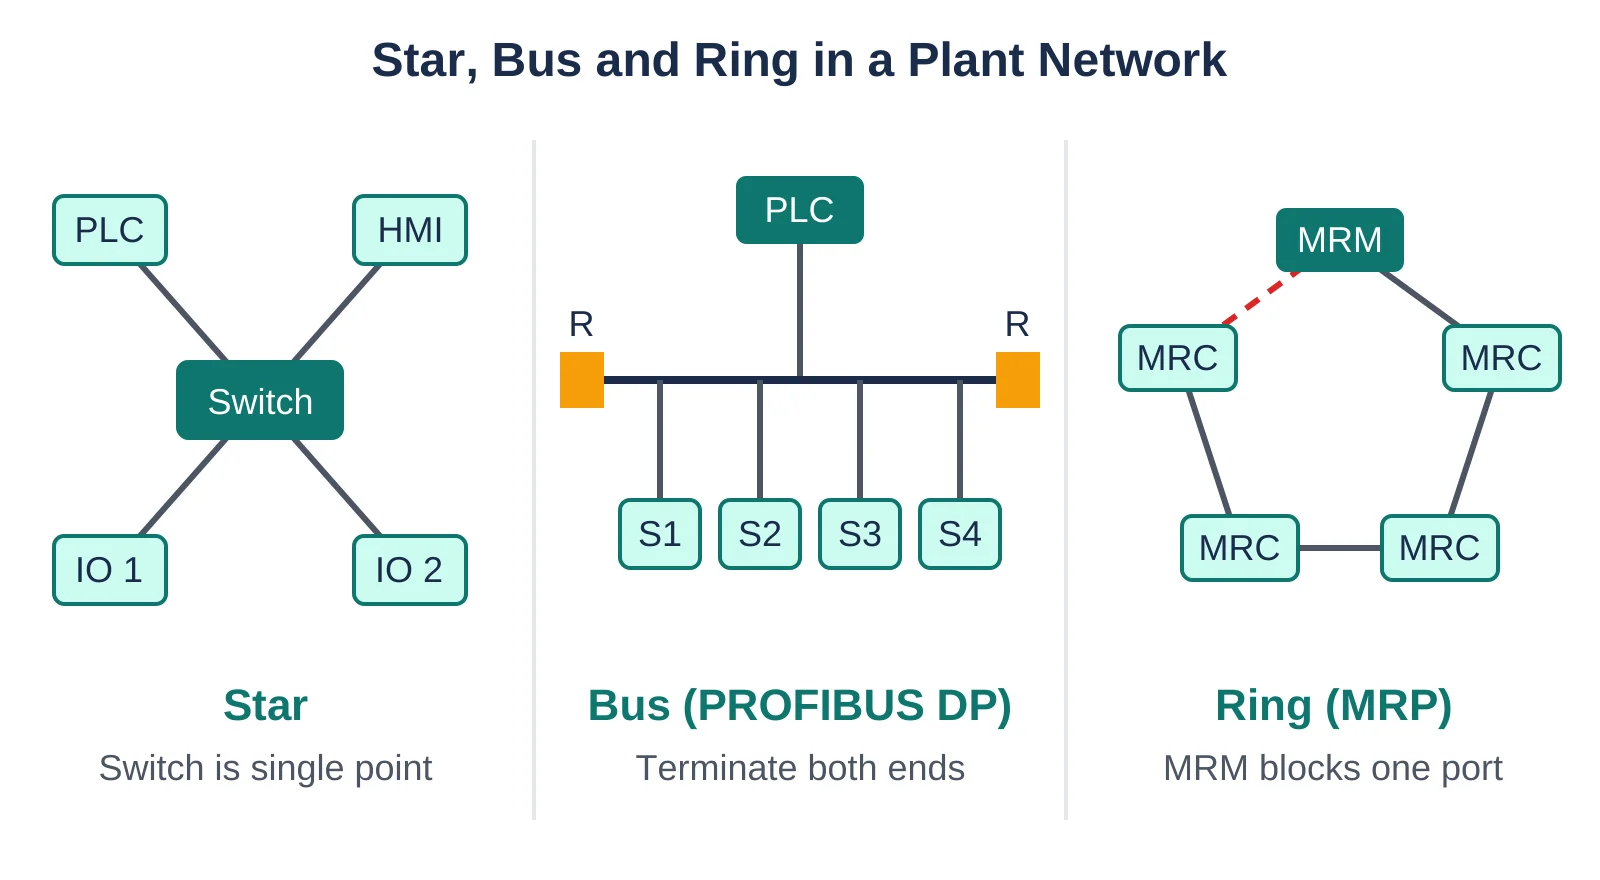 Star, Bus and Ring in a Plant Network
PLC
HMI
Switch
IO 1
IO 2
Star
Switch is single point
PLC
R
R
S1
S2
S3
S4
Bus (PROFIBUS DP)
Terminate both ends
MRM
MRC
MRC
MRC
MRC
Ring (MRP)
MRM blocks one port